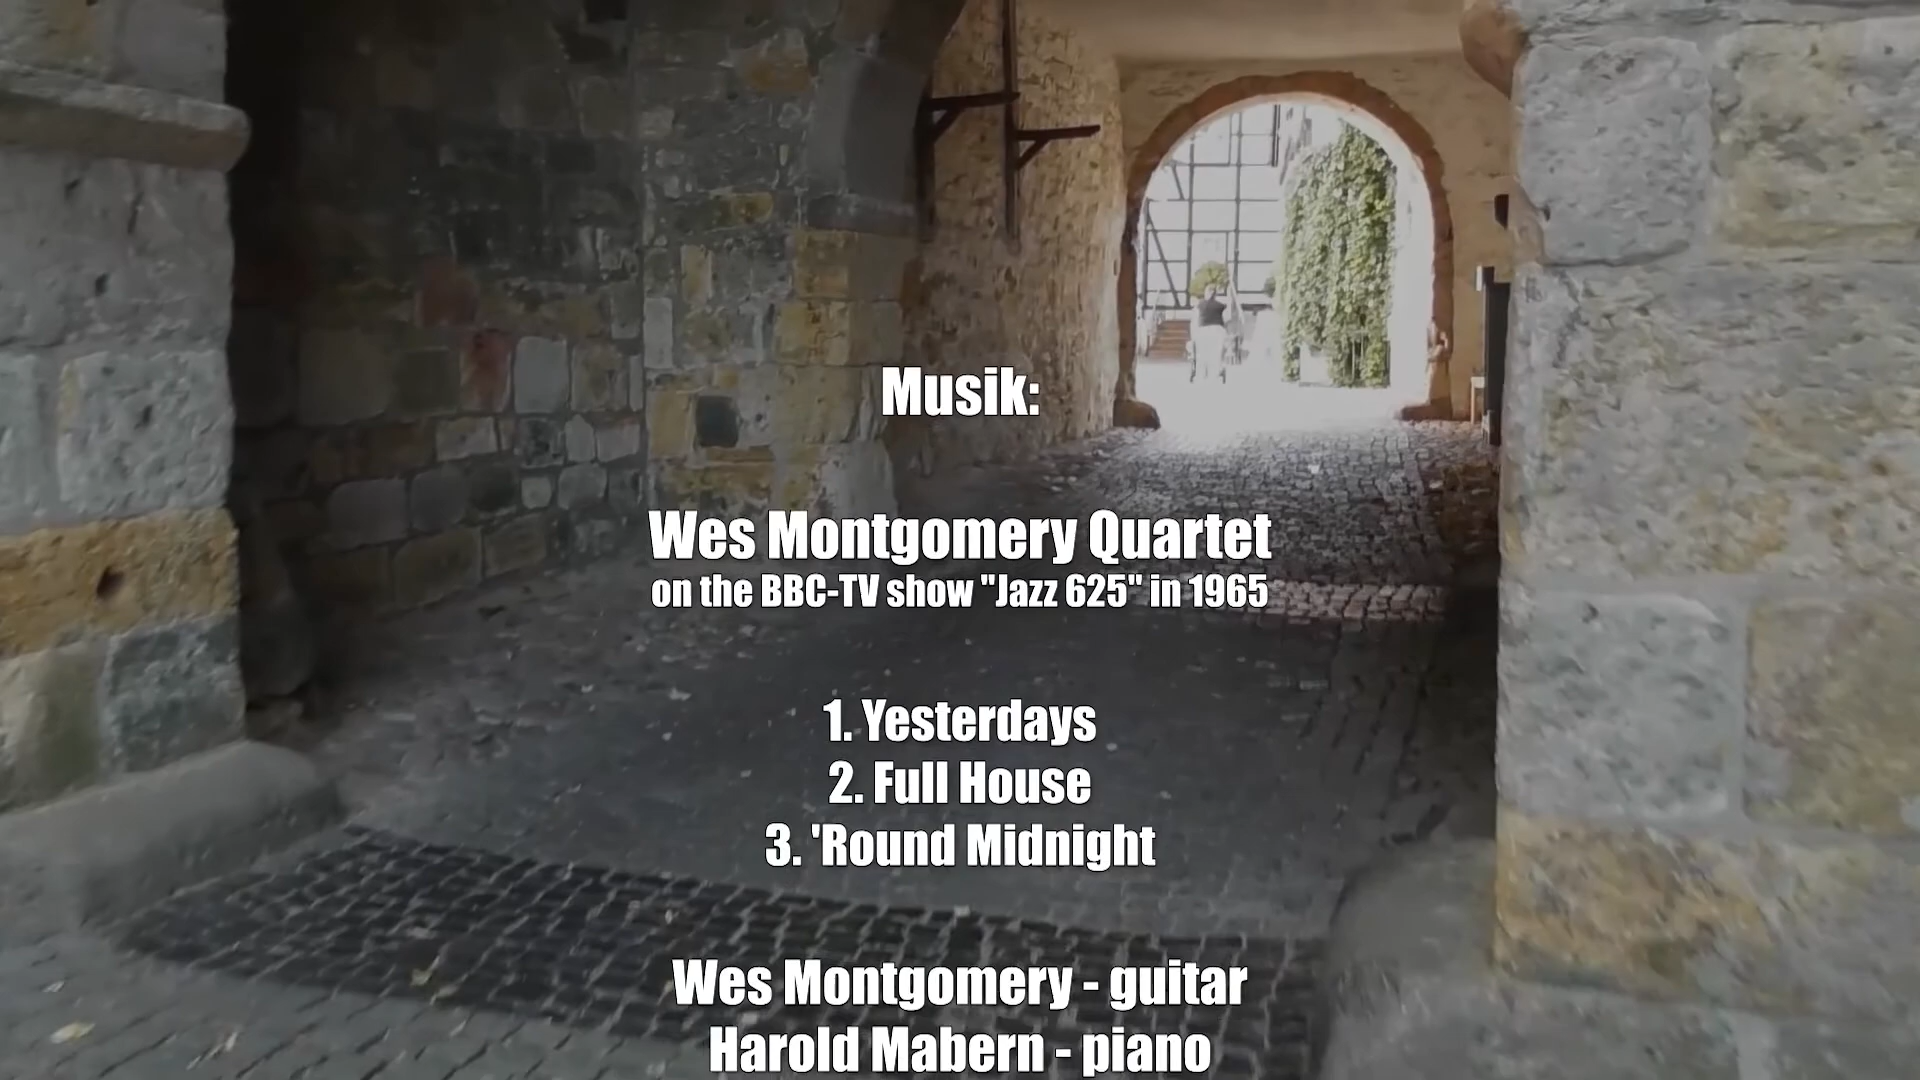 Musik:
Wes Montgomery Quartet
on the BBC-TV show "Jazz 625" in 1965
1. Yesterdays
2. Full House
3. 'Round Midnight
Wes Montgomery - guitar
Harold Mabern - piano